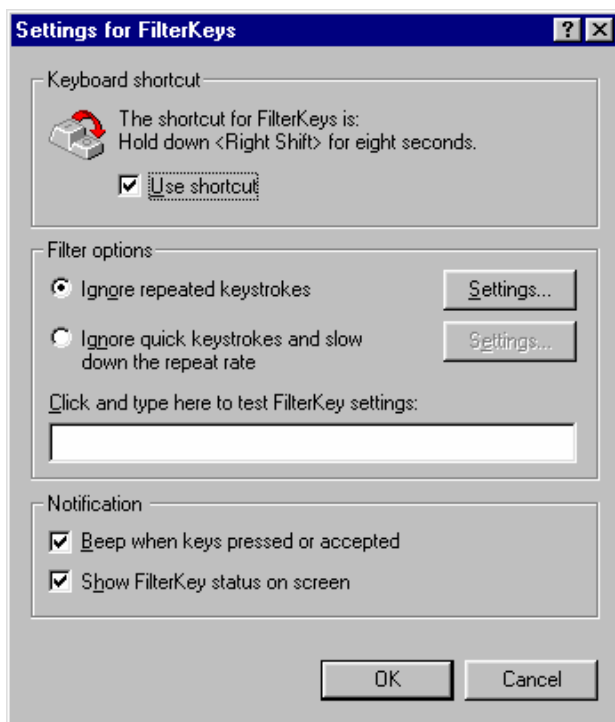 Settings for FilterKeys
Keyboard shortcut
The shortcut for FilterKeys is:
Hold down <Right Shift> for eight seconds.
Use shortcut
Filter options
Ignore repeated keystrokes
Settings...
Ignore quick keystrokes and slow
down the repeat rate
Settings...
Click and type here to test FilterKey settings:
Notification
Beep when keys pressed or accepted
Show FilterKey status on screen
OK
Cancel